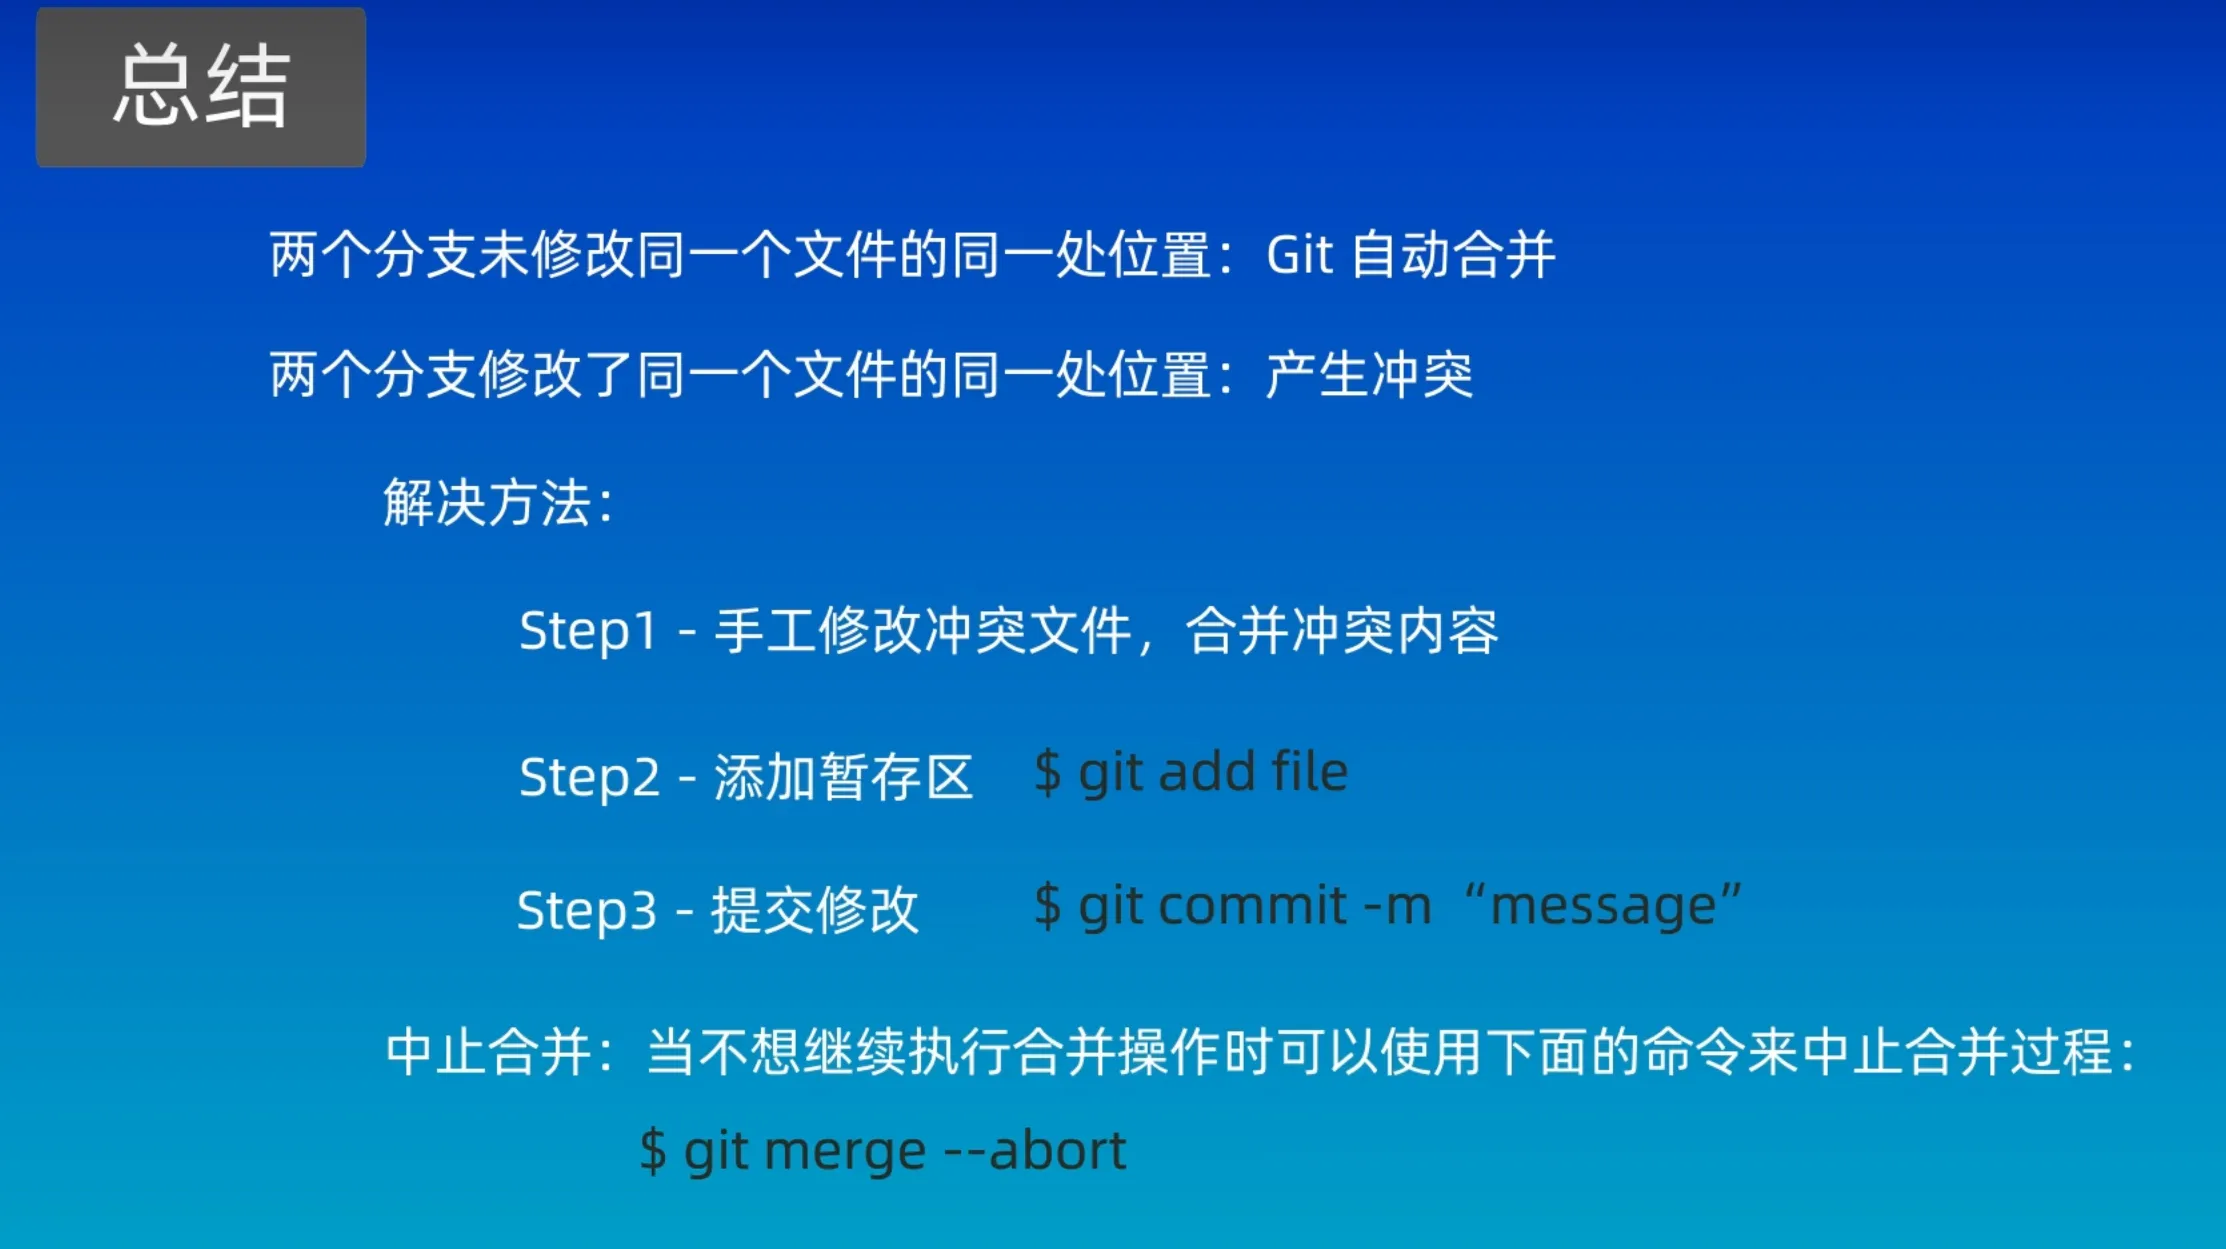 总结
两个分支未修改同一个文件的同一处位置：Git 自动合并
两个分支修改了同一个文件的同一处位置：产生冲突
解决方法：
Step1 - 手工修改冲突文件，合并冲突内容
Step2 - 添加暂存区 $ git add file
Step3 - 提交修改 $ git commit -m “message”
中止合并：当不想继续执行合并操作时可以使用下面的命令来中止合并过程：
$ git merge --abort